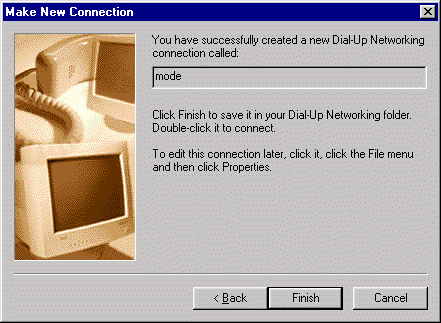 Make New Connection
You have successfully created a new Dial-Up Networking
connection called:
mode
Click Finish to save it in your Dial-Up Networking folder.
Double-click it to connect.
To edit this connection later, click it, click the File menu
and then click Properties.
< Back
Finish
Cancel